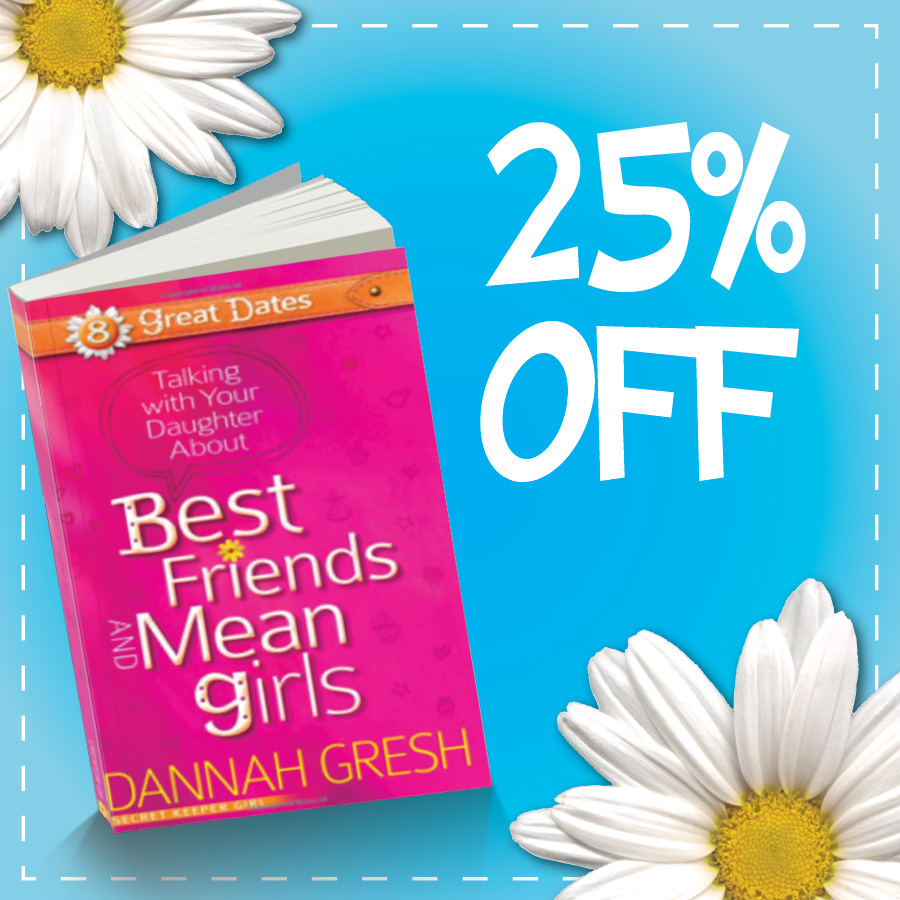 25%
OFF
8 great Dates
Talking
with Your
Daughter
About
Best
Friends
AND
Mean
girls
DANNAH GRESH
SECRET KEEPER GIRL